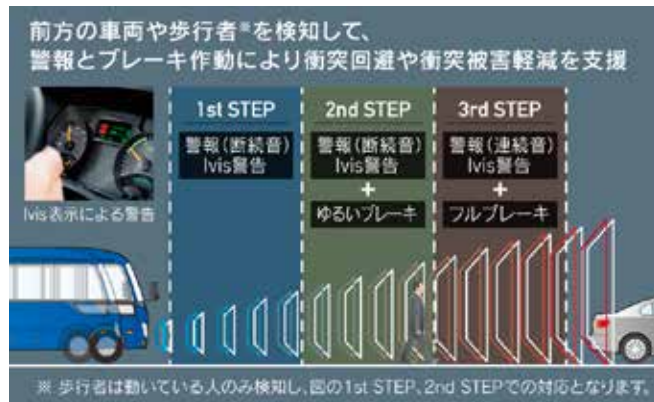 前方の車両や歩行者※を検知して、
警報とブレーキ作動により衝突回避や衝突被害軽減を支援
1st STEP
警報(断続音)
Ivis警告
2nd STEP
警報(断続音)
Ivis警告
+
ゆるいブレーキ
3rd STEP
警報(連続音)
Ivis警告
+
フルブレーキ
Ivis表示による警告
※ 歩行者は動いている人のみ検知し、図の1st STEP、2nd STEPでの対応となります。